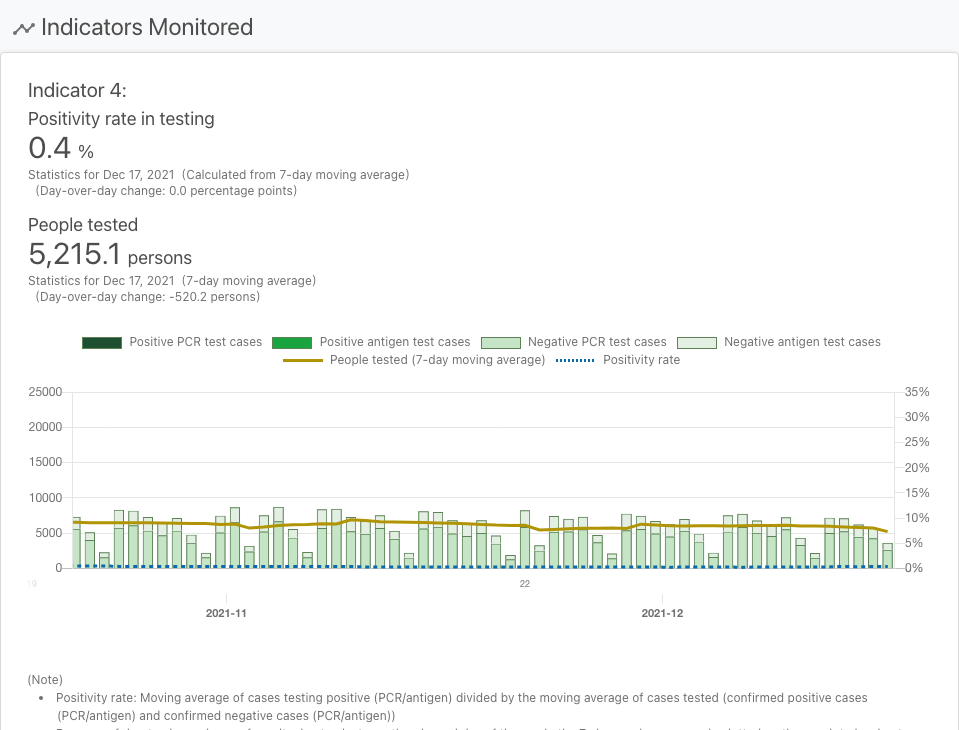 Indicators Monitored
Indicator 4:
Positivity rate in testing
0.4 %
Statistics for Dec 17, 2021 (Calculated from 7-day moving average)
(Day-over-day change: 0.0 percentage points)
People tested
5,215.1 persons
Statistics for Dec 17, 2021 (7-day moving average)
(Day-over-day change: -520.2 persons)
Positive PCR test cases Positive antigen test cases Negative PCR test cases Negative antigen test cases
People tested (7-day moving average) Positivity rate
25000 35%
30%
20000
25%
15000
20%
10000 15%
10%
5000
5%
0 0%
19 22
2021-11 2021-12
(Note)
• Positivity rate: Moving average of cases testing positive (PCR/antigen) divided by the moving average of cases tested (confirmed positive cases
(PCR/antigen) and confirmed negative cases (PCR/antigen))